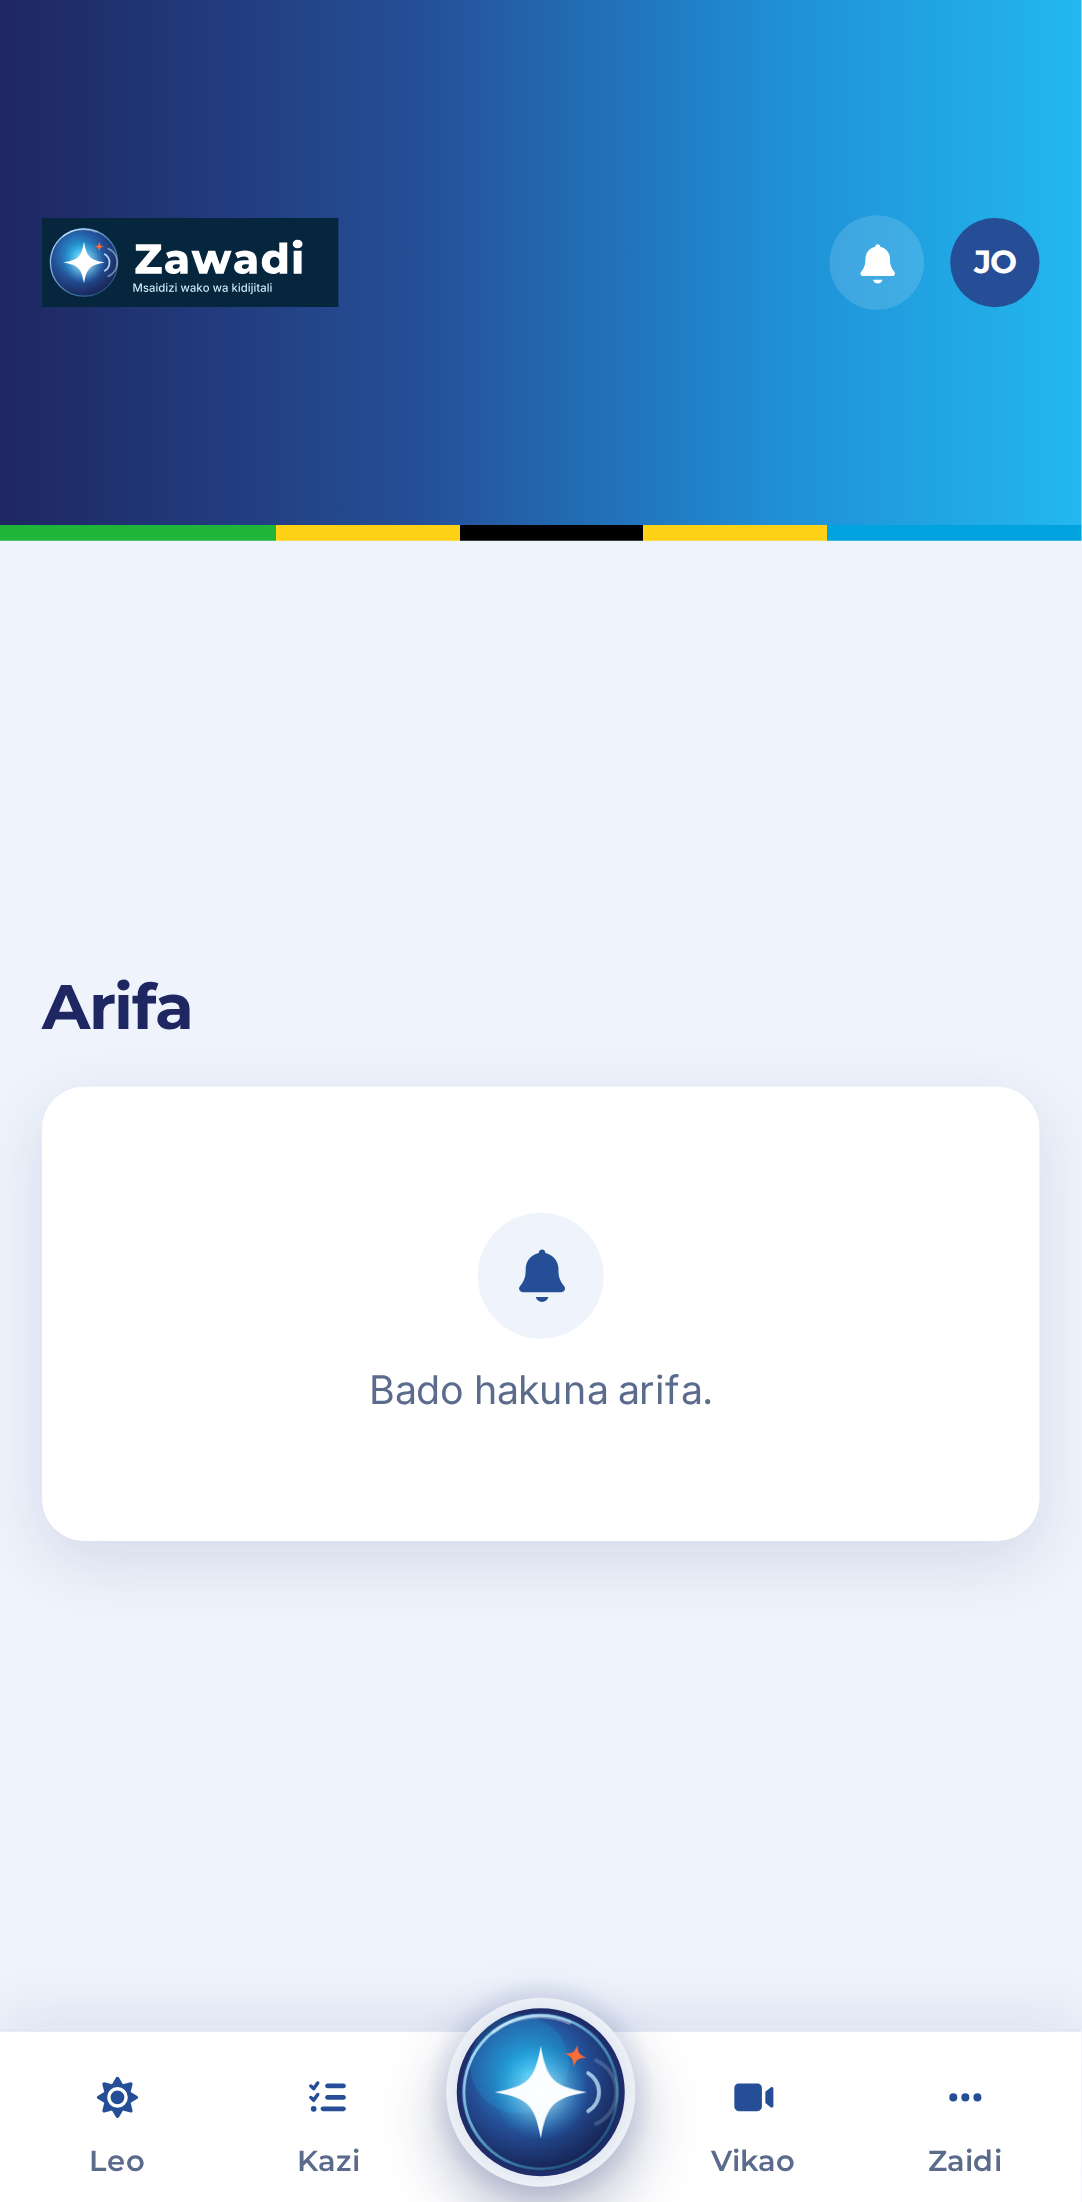 Zawadi
Msaidizi wako wa kidijitali
JO
Arifa
Bado hakuna arifa.
Leo
Kazi
Vikao
Zaidi